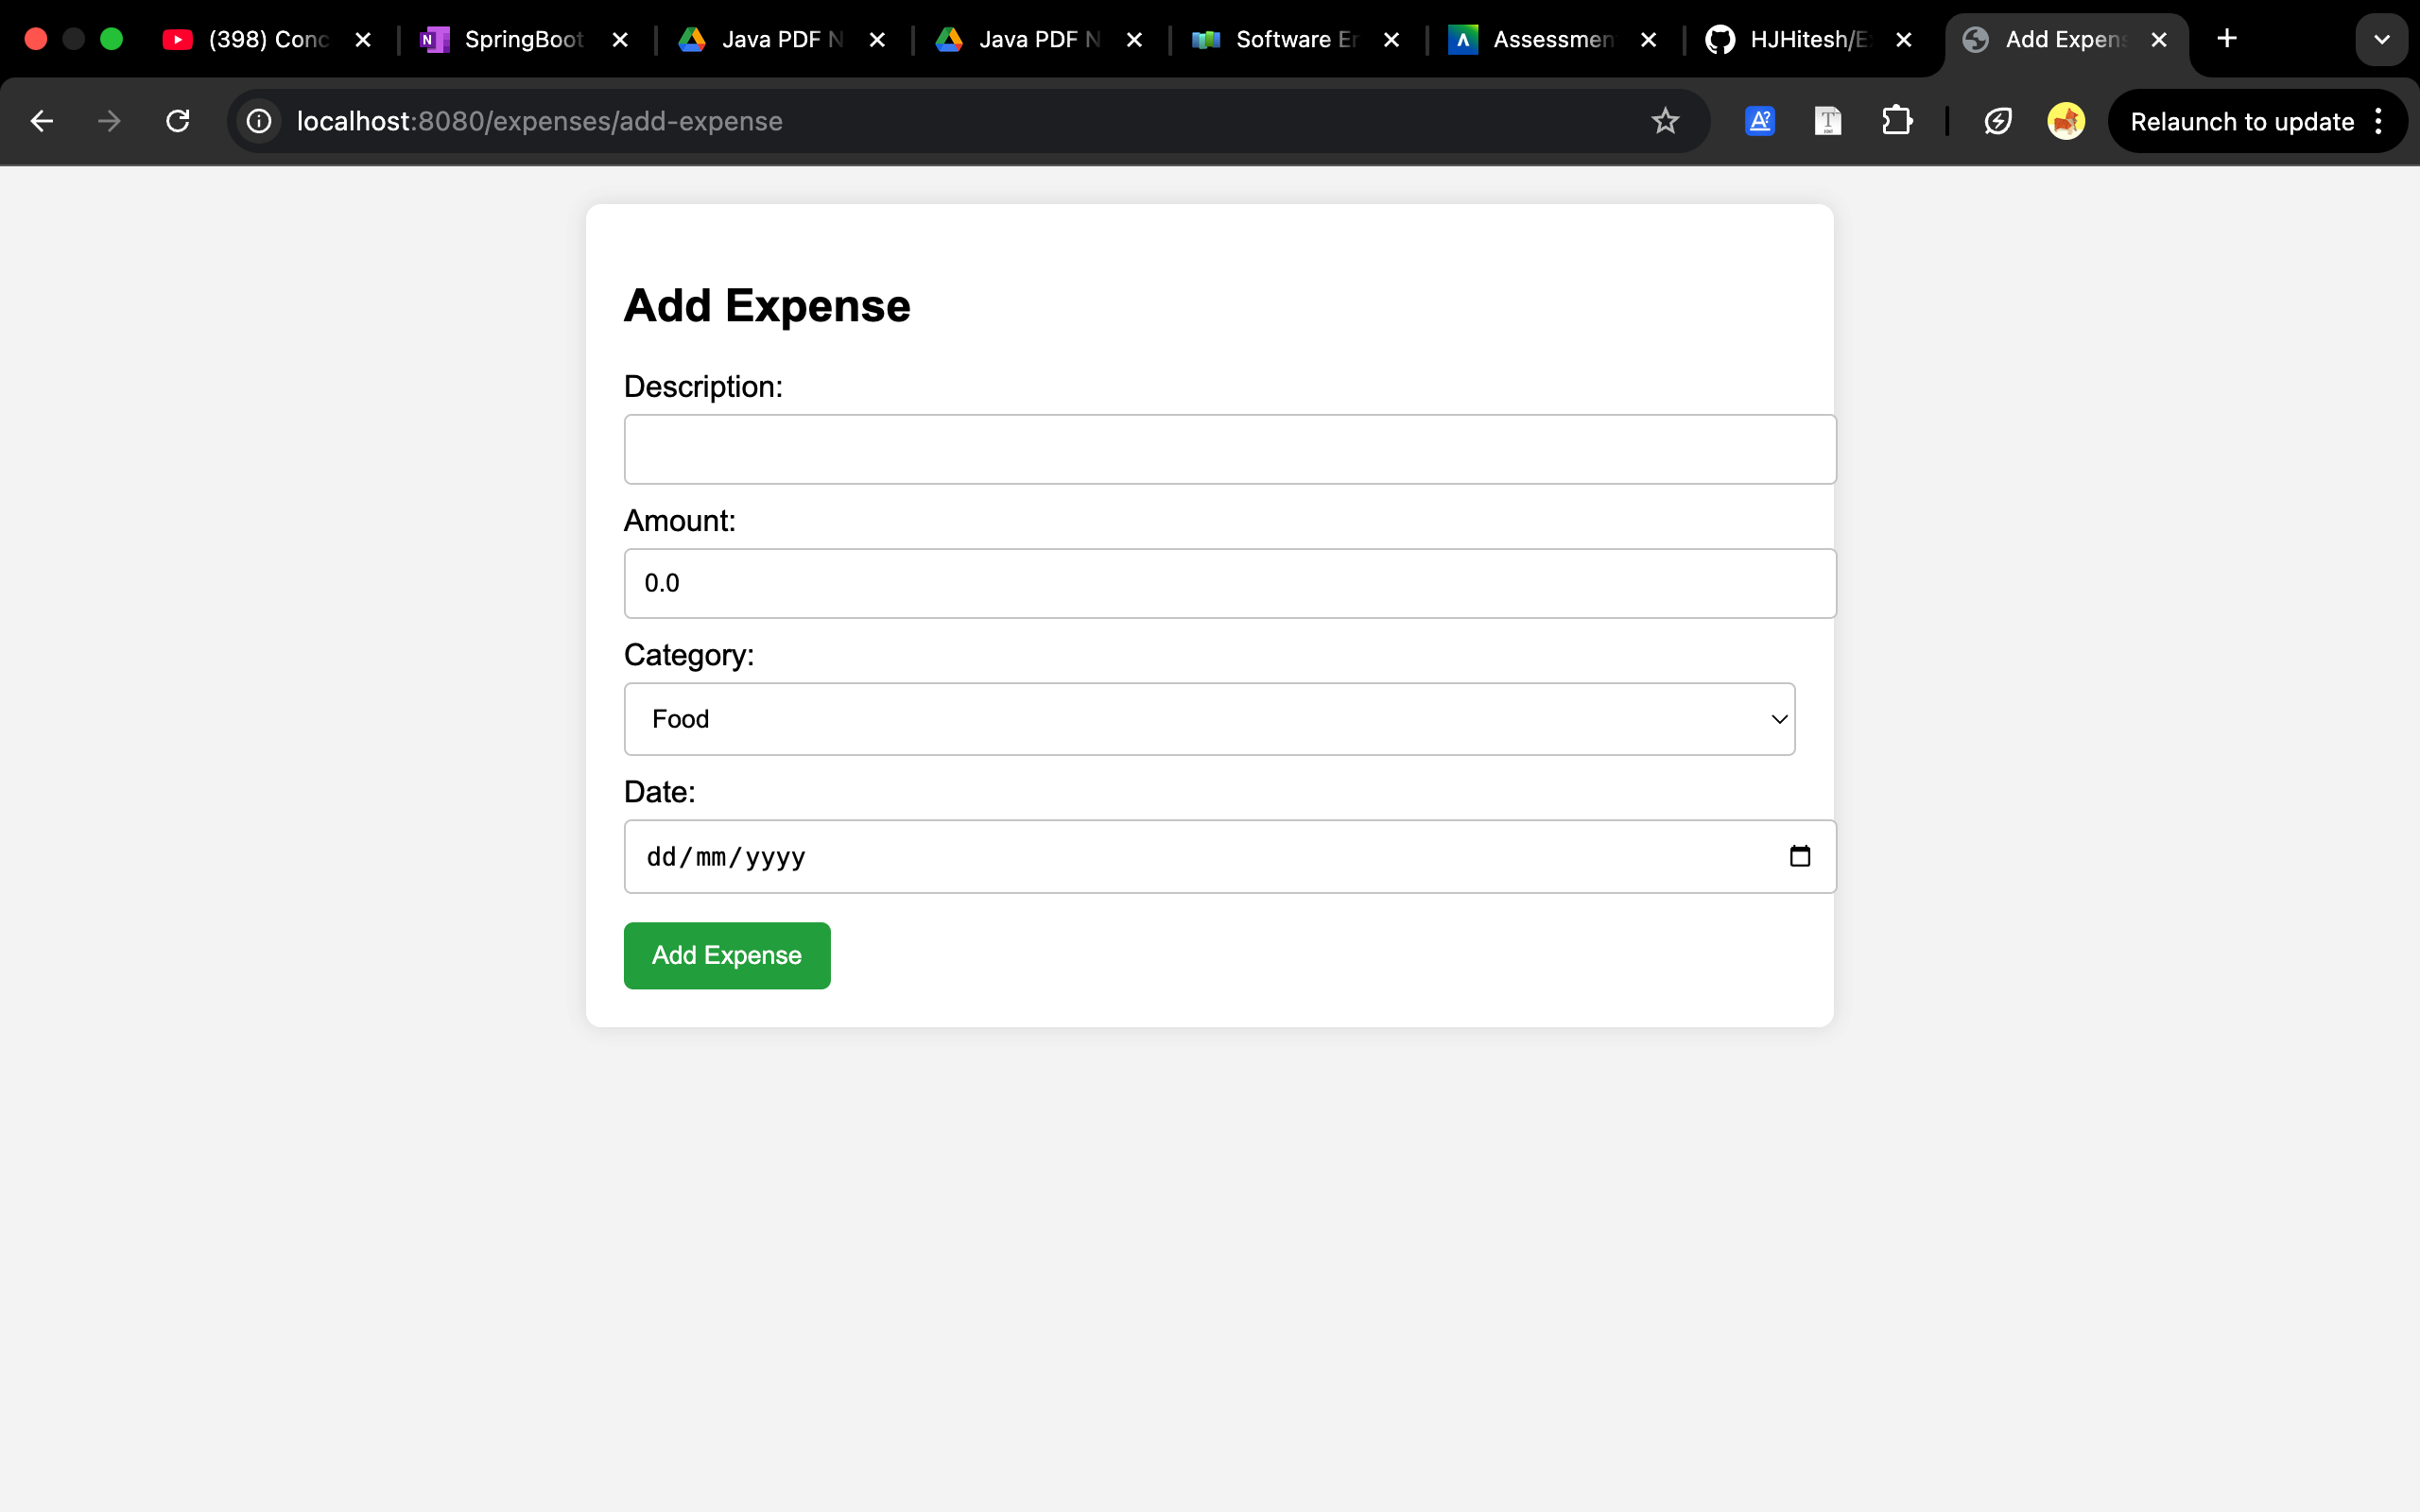 (398) Conc
SpringBoot
Java PDF N
Java PDF N
Software Er
Assessmen
HJHitesh/E
Add Expens
localhost:8080/expenses/add-expense
Relaunch to update
Add Expense
Description:
Amount:
0.0
Category:
Food
Date:
dd/mm/yyyy
Add Expense